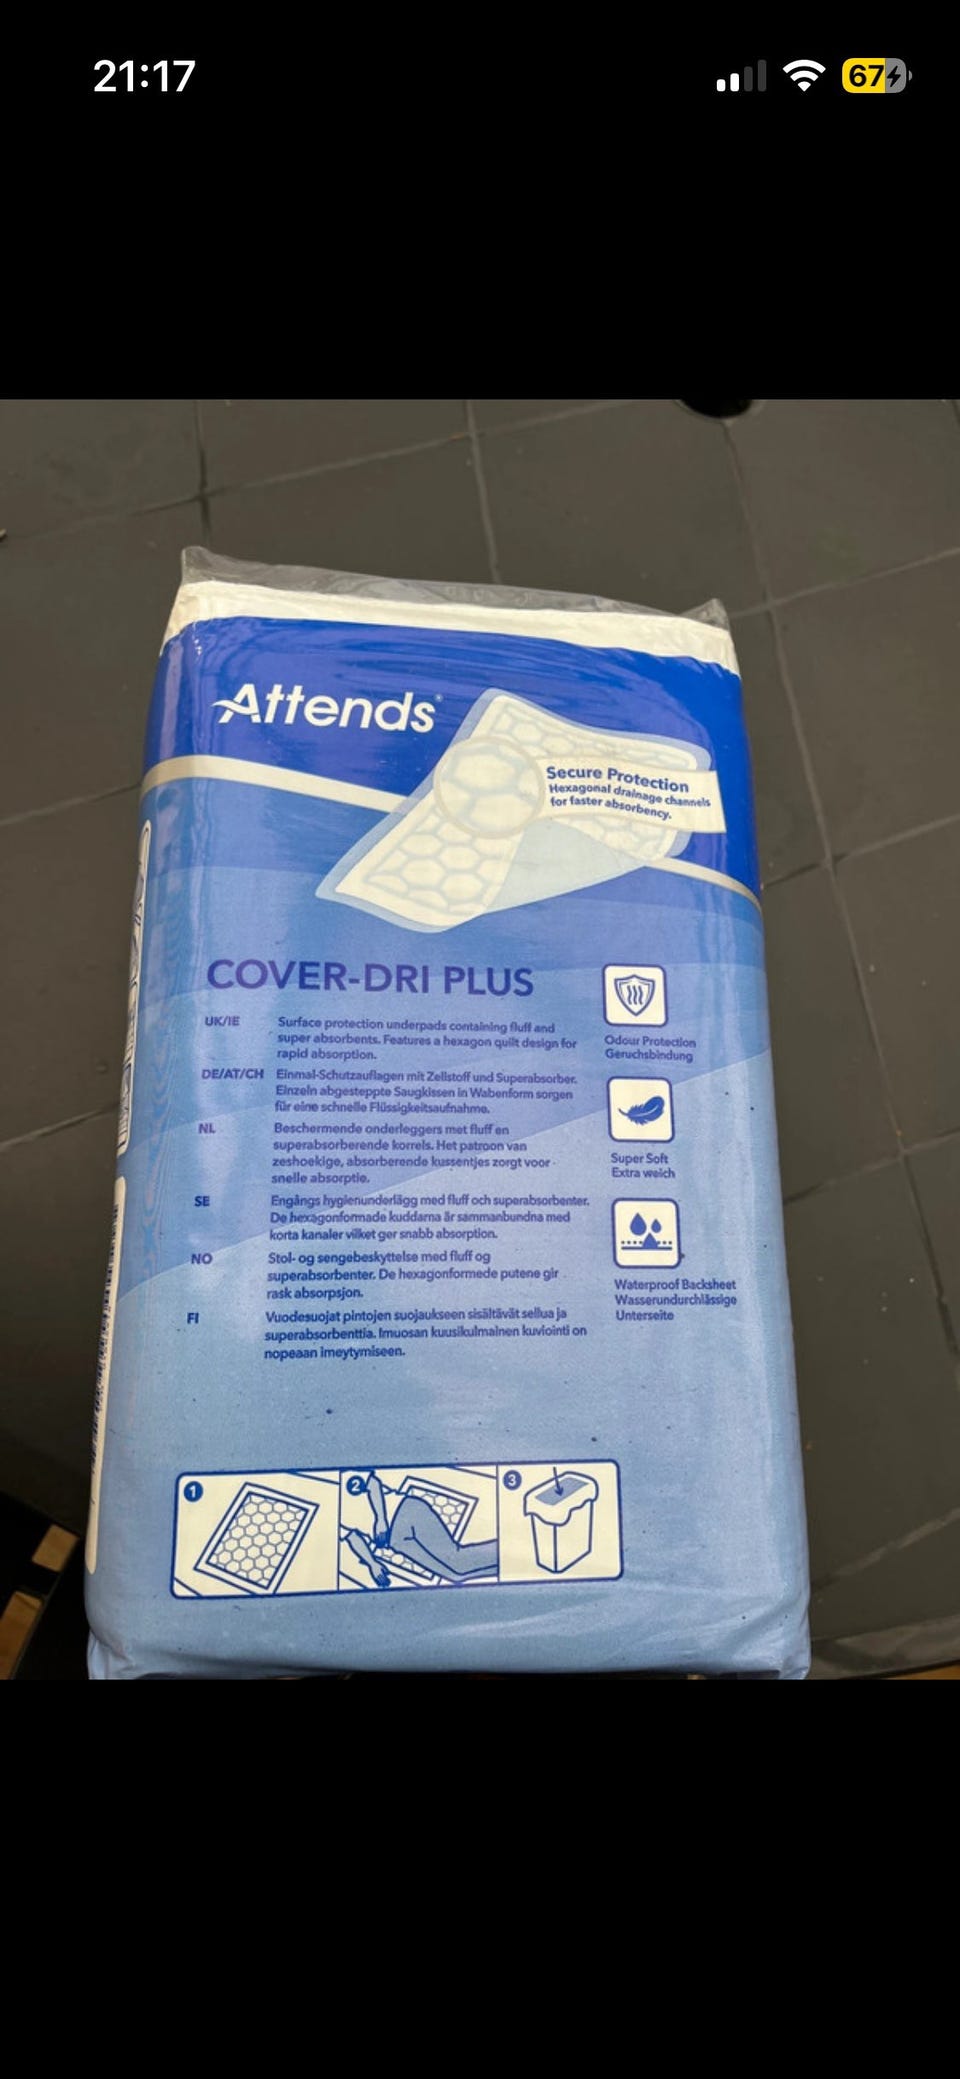 21:17
67
Attends®
Secure Protection
Hexagonal drainage channels
for faster absorbency.
COVER-DRI PLUS
UK/IE
Surface protection underpads containing fluff and
super absorbents. Features a hexagon quilt design for
rapid absorption.
DE/AT/CH
Einmal-Schutzauflagen mit Zellstoff und Superabsorber.
Einzeln abgesteppte Saugkissen in Wabenform sorgen
für eine schnelle Flüssigkeitsaufnahme.
NL
Beschermende onderleggers met fluff en
superabsorberende korrels. Het patroon van
zeshoekige, absorberende kussentjes zorgt voor
snelle absorptie.
SE
Engångs hygienunderlägg med fluff och superabsorbenter.
De hexagonformade kuddarna är sammanbundna med
korta kanaler vilket ger snabb absorption.
NO
Stol- og sengebeskyttelse med fluff og
superabsorbenter. De hexagonformede putene gir
rask absorpsjon.
FI
Vuodesuojat pintojen suojaukseen sisältävät sellua ja
superabsorbenttia. Imuosan kuusikulmainen kuviointi on
nopeaan imeytymiseen.
Odour Protection
Geruchsbindung
Super Soft
Extra weich
Waterproof Backsheet
Wasserundurchlässige
Unterseite
1
2
3